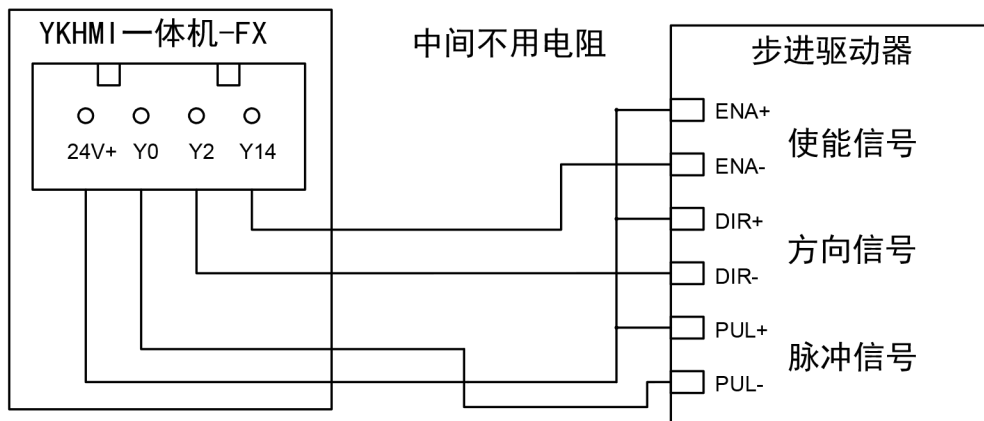 YKHMI一体机-FX
24V+ Y0 Y2 Y14
中间不用电阻
步进驱动器
ENA+
使能信号
ENA-
DIR+
方向信号
DIR-
PUL+
脉冲信号
PUL-